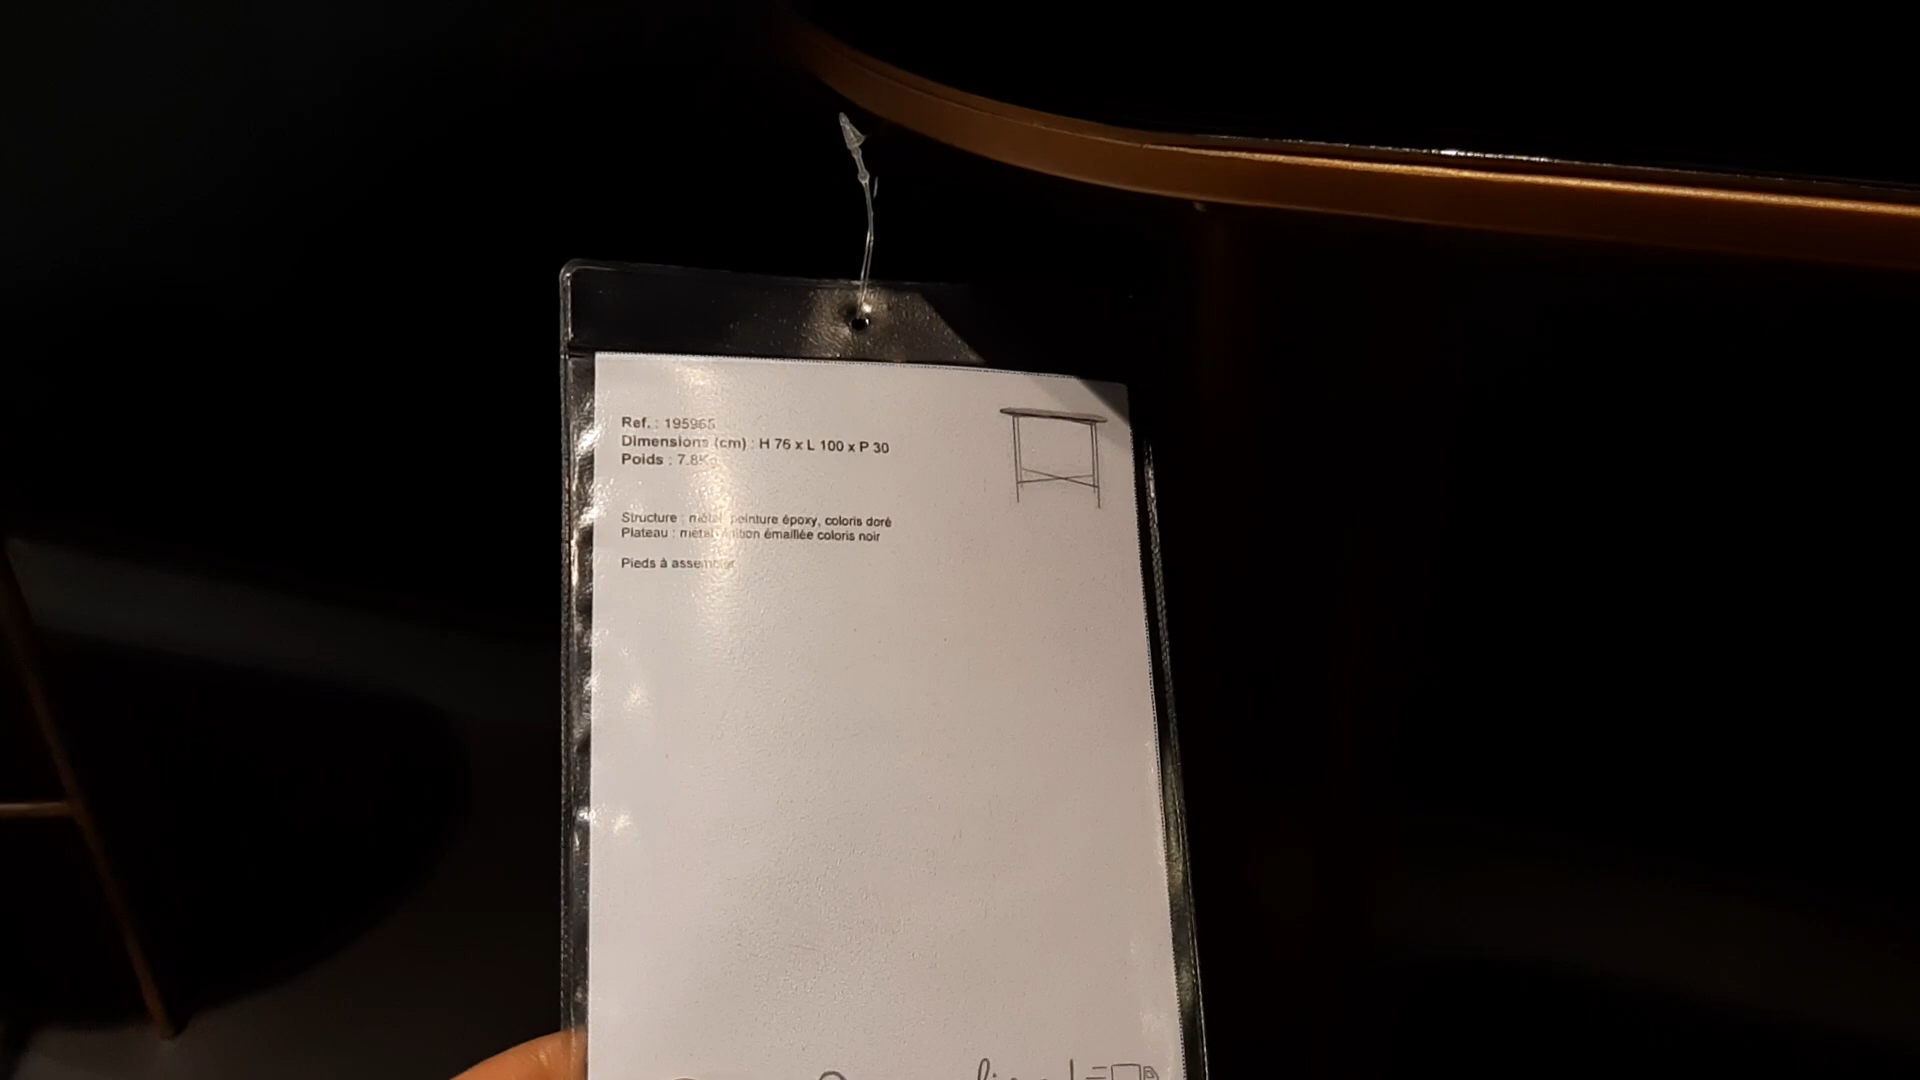 Ref. : 195965
Dimensions (cm) : H 76 x L 100 x P 30
Poids : 7.8Kg
Structure : métal, peinture époxy, coloris doré
Plateau : métal finition émaillée coloris noir
Pieds à assembler